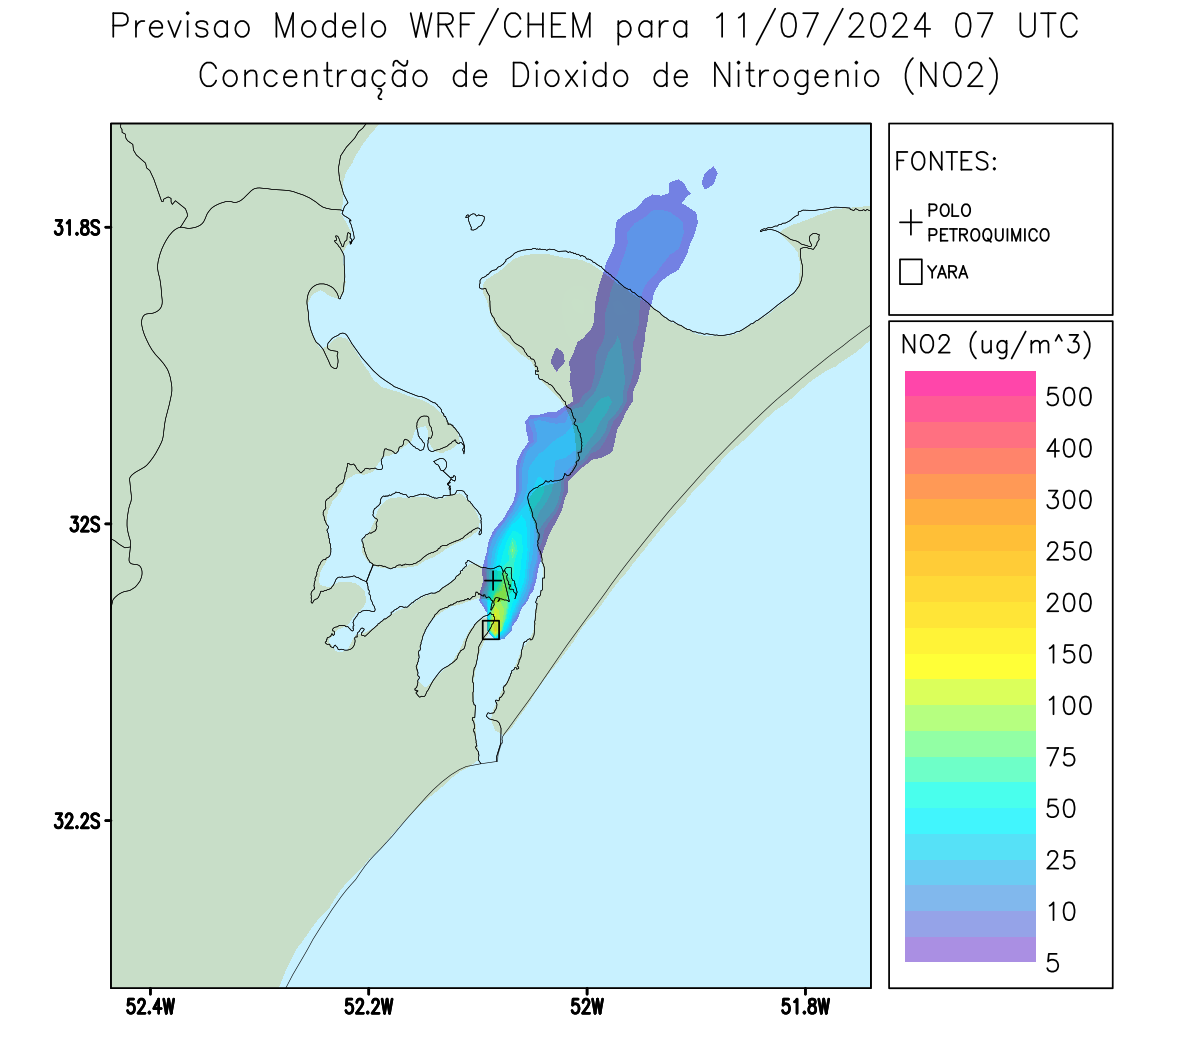 Previsao Modelo WRF/CHEM para 11/07/2024 07 UTC
Concentração de Dioxido de Nitrogenio (NO2)
FONTES:
POLO
PETROQUIMICO
YARA
NO2 (ug/m^3)
500
400
300
250
200
150
100
75
50
25
10
5
31.8S
32S
32.2S
52.4W
52.2W
52W
51.8W